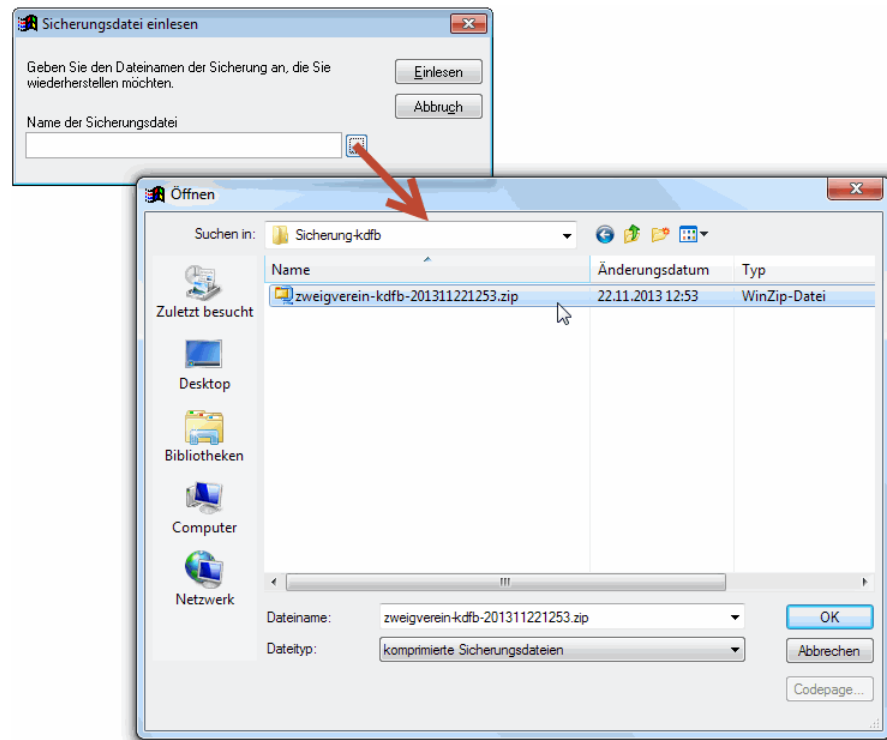 Sicherungsdatei einlesen
Geben Sie den Dateinamen der Sicherung an, die Sie
wiederherstellen möchten.
Einlesen
Abbruch
Name der Sicherungsdatei
Öffnen
Suchen in: Sicherung-kdfb
Name Änderungsdatum Typ
zweigverein-kdfb-201311221253.zip 22.11.2013 12:53 WinZip-Datei
Zuletzt besucht
Desktop
Bibliotheken
Computer
Netzwerk
Dateiname: zweigverein-kdfb-201311221253.zip OK
Dateityp: komprimierte Sicherungsdateien Abbrechen
Codepage...